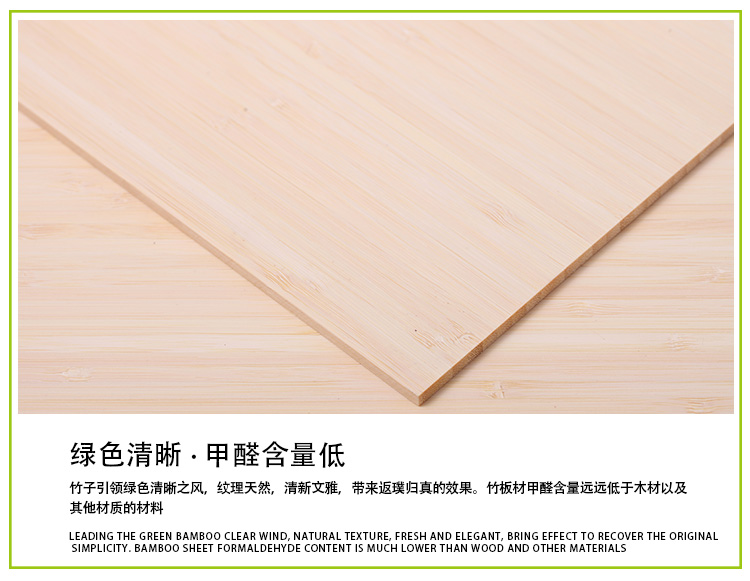 绿色清晰·甲醛含量低
竹子引领绿色清晰之风，纹理天然，清新文雅，带来返璞归真的效果。竹板材甲醛含量远远低于木材以及
其他材质的材料
LEADING THE GREEN BAMBOO CLEAR WIND, NATURAL TEXTURE, FRESH AND ELEGANT, BRING EFFECT TO RECOVER THE ORIGINAL
SIMPLICITY. BAMBOO SHEET FORMALDEHYDE CONTENT IS MUCH LOWER THAN WOOD AND OTHER MATERIALS